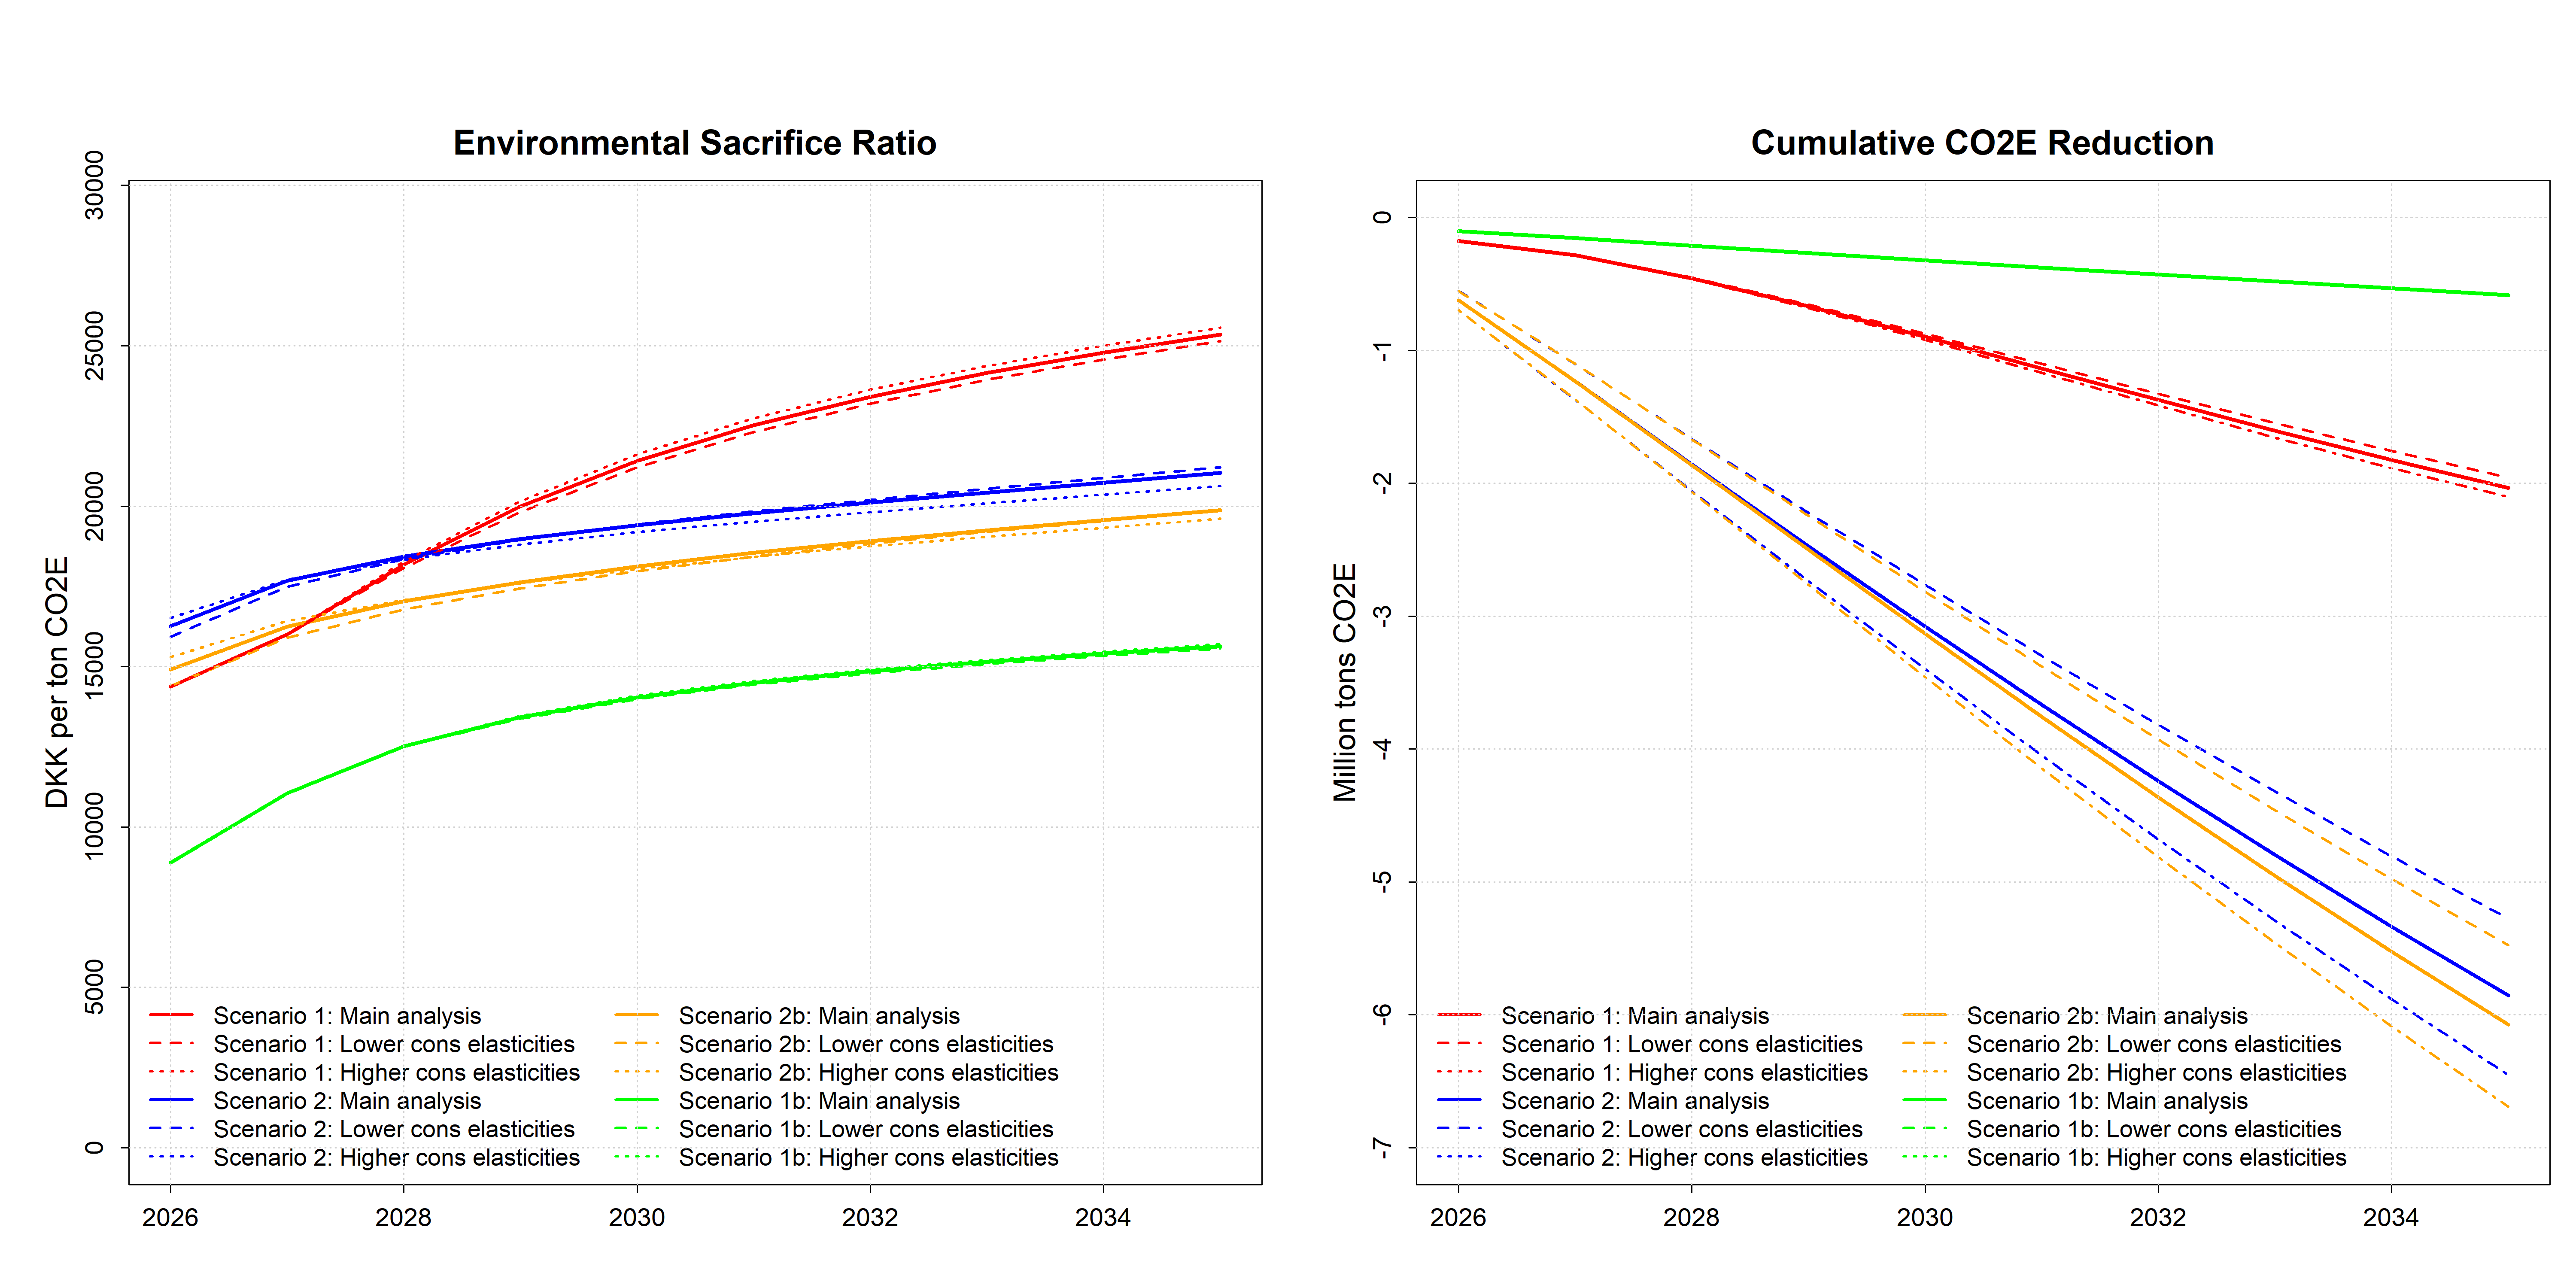 Environmental Sacrifice Ratio
DKK per ton CO2E
30000
25000
20000
15000
10000
5000
0
Scenario 1: Main analysis
Scenario 1: Lower cons elasticities
Scenario 1: Higher cons elasticities
Scenario 2: Main analysis
Scenario 2: Lower cons elasticities
Scenario 2: Higher cons elasticities
Scenario 2b: Main analysis
Scenario 2b: Lower cons elasticities
Scenario 2b: Higher cons elasticities
Scenario 1b: Main analysis
Scenario 1b: Lower cons elasticities
Scenario 1b: Higher cons elasticities
2026 2028 2030 2032 2034
Cumulative CO2E Reduction
Million tons CO2E
0
-1
-2
-3
-4
-5
-6
-7
Scenario 1: Main analysis
Scenario 1: Lower cons elasticities
Scenario 1: Higher cons elasticities
Scenario 2: Main analysis
Scenario 2: Lower cons elasticities
Scenario 2: Higher cons elasticities
Scenario 2b: Main analysis
Scenario 2b: Lower cons elasticities
Scenario 2b: Higher cons elasticities
Scenario 1b: Main analysis
Scenario 1b: Lower cons elasticities
Scenario 1b: Higher cons elasticities
2026 2028 2030 2032 2034